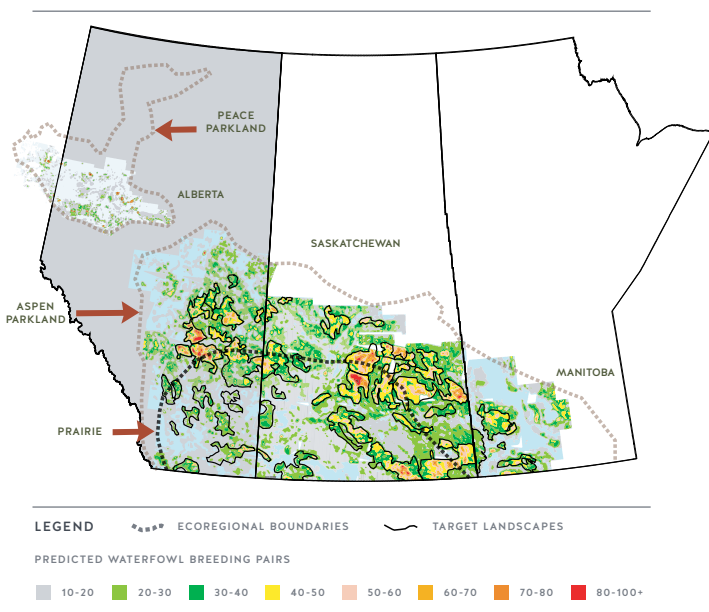 PEACE
PARKLAND
ALBERTA
SASKATCHEWAN
ASPEN
PARKLAND
MANITOBA
PRAIRIE
LEGEND ECOREGIONAL BOUNDARIES TARGET LANDSCAPES
PREDICTED WATERFOWL BREEDING PAIRS
10-20 20-30 30-40 40-50 50-60 60-70 70-80 80-100+